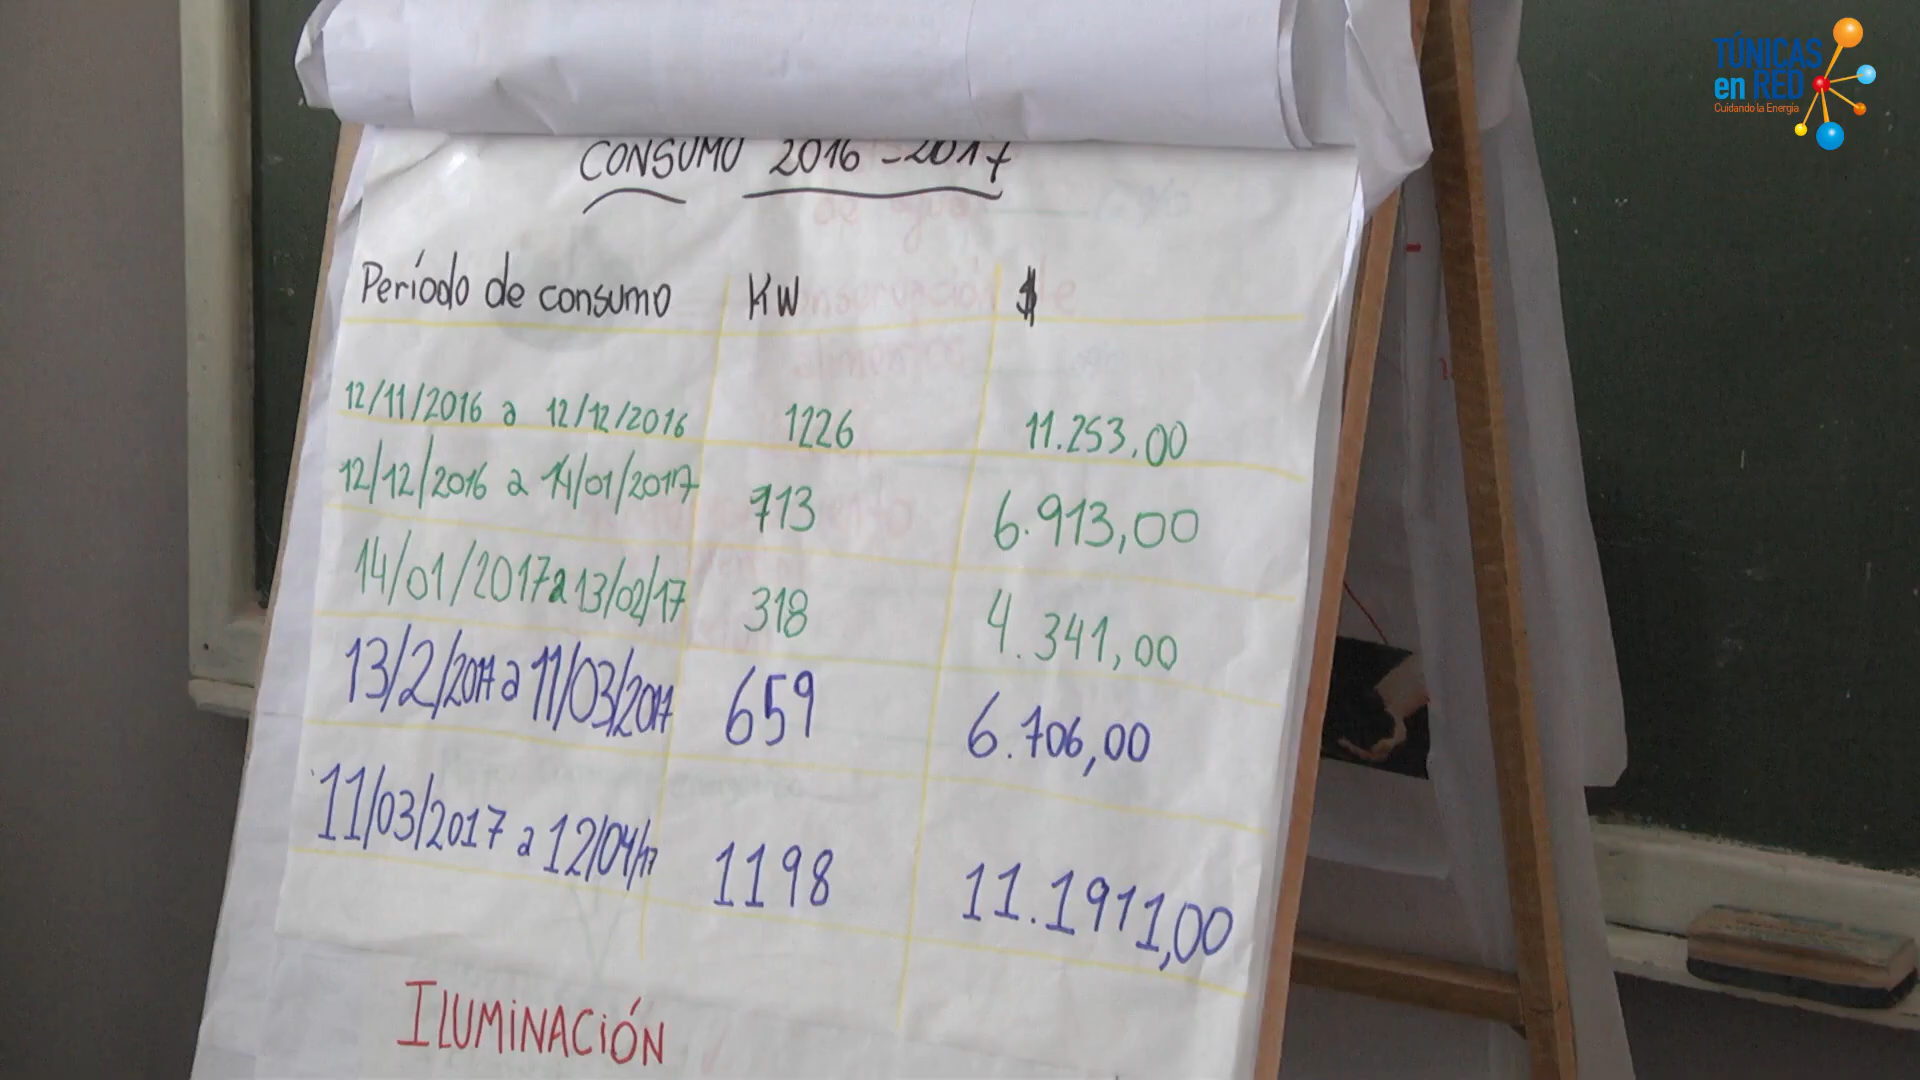 TÚNICAS
en RED
Cuidando la Energía
CONSUMO 2016-2017
Período de consumo KW $
12/11/2016 a 12/12/2016 1226 11.253,00
12/12/2016 a 14/01/2017 713 6.913,00
14/01/2017 a 13/02/17 318 4.341,00
13/2/2017 a 11/03/2017 659 6.706,00
11/03/2017 a 12/04/17 1198 11.1911,00
ILUMINACIÓN